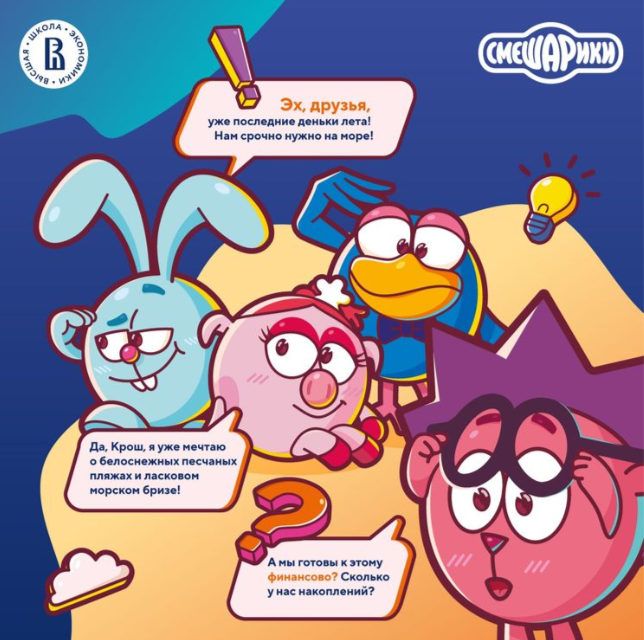 ВЫСШАЯ • ШКОЛА • ЭКОНОМИКИ •
СМЕШАРИКИ
Эх, друзья,
уже последние деньки лета!
Нам срочно нужно на море!
Да, Крош, я уже мечтаю
о белоснежных песчаных
пляжах и ласковом
морском бризе!
А мы готовы к этому
финансово? Сколько
у нас накоплений?